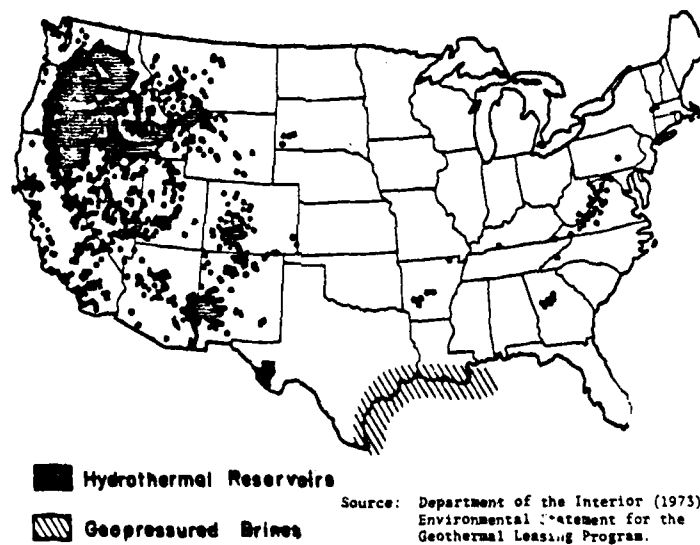 Hydrothermal Reservoirs
Geopressured Brines
Source: Department of the Interior (1973)
Environmental Statement for the
Geothermal Leasing Program.